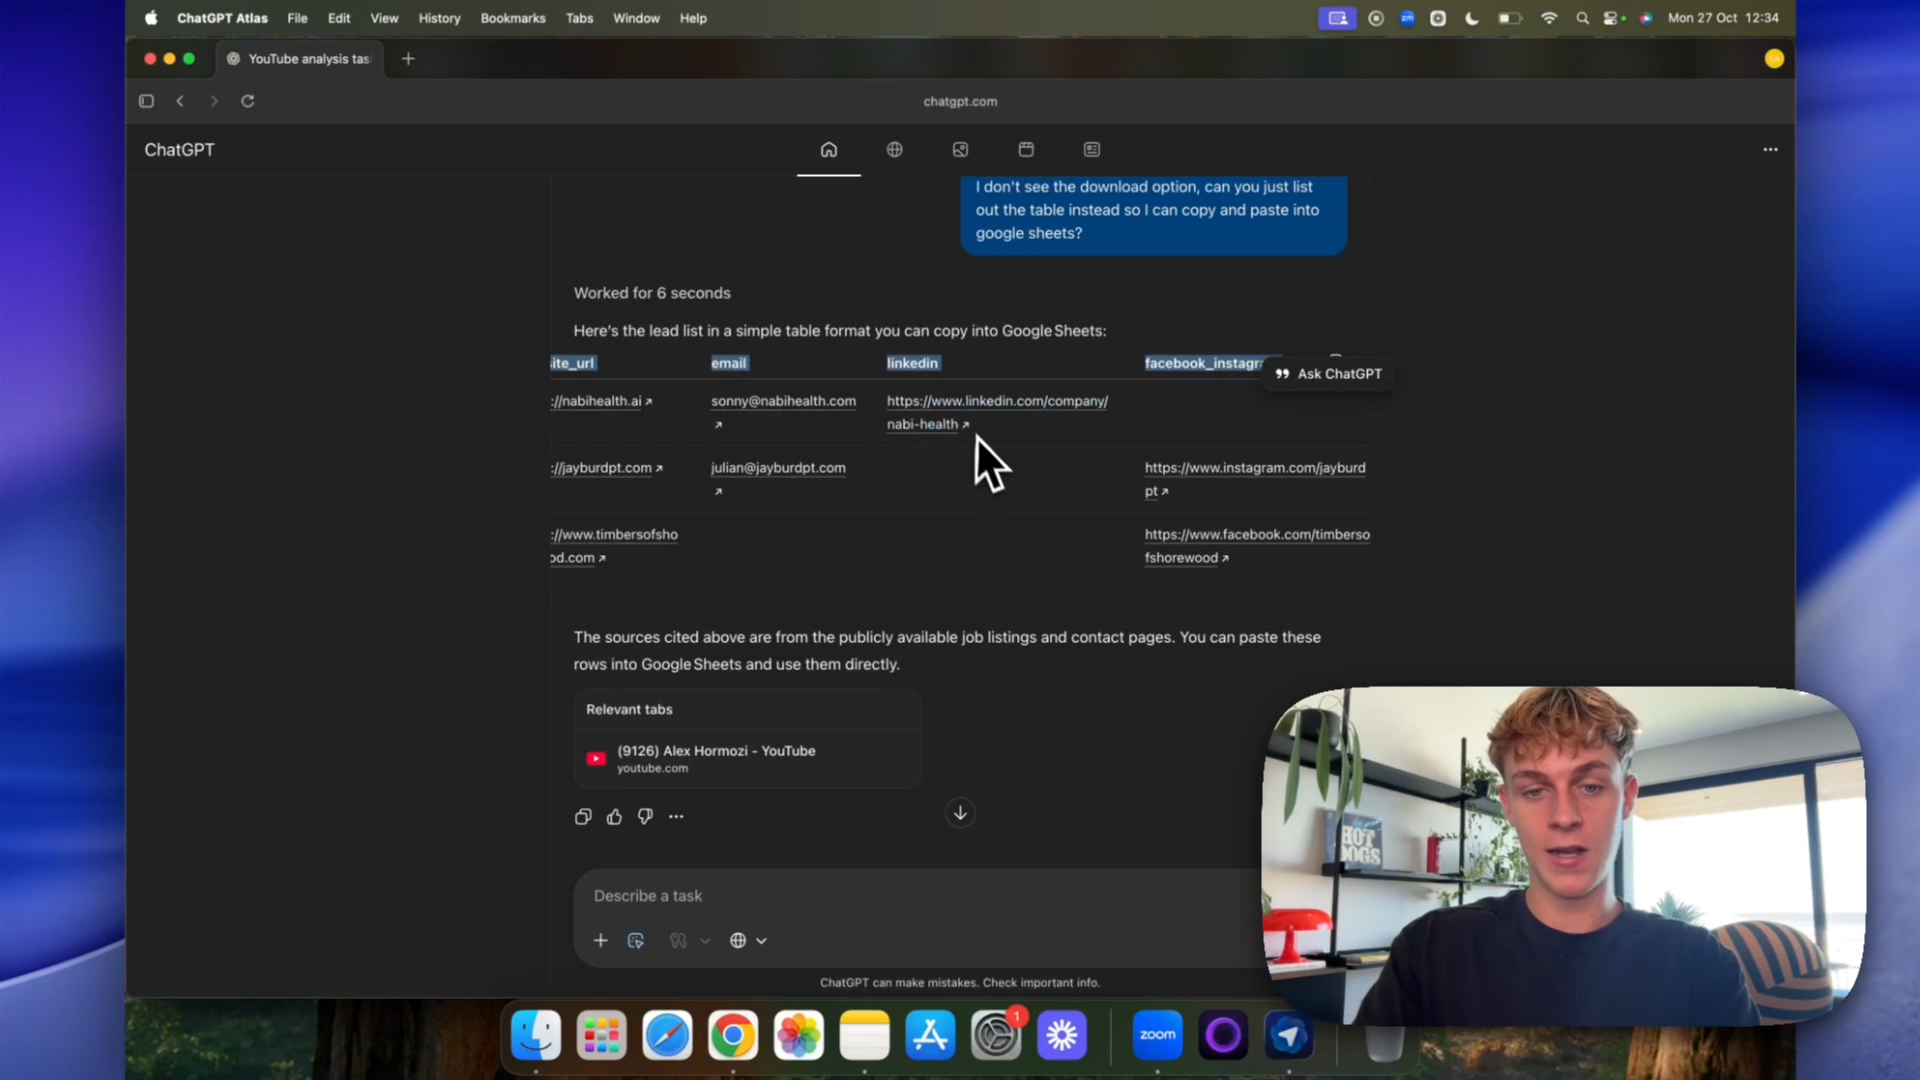 ChatGPT Atlas File Edit View History Bookmarks Tabs Window Help zm Mon 27 Oct 12:34
YouTube analysis tas
chatgpt.com
ChatGPT
I don't see the download option, can you just list
out the table instead so I can copy and paste into
google sheets?
Worked for 6 seconds
Here's the lead list in a simple table format you can copy into Google Sheets:
ite_url email linkedin facebook_instagra
Ask ChatGPT
://nabihealth.ai sonny@nabihealth.com https://www.linkedin.com/company/
nabi-health
://jayburdpt.com julian@jayburdpt.com https://www.instagram.com/jayburd
pt
://www.timbersofsho https://www.facebook.com/timberso
od.com fshorewood
The sources cited above are from the publicly available job listings and contact pages. You can paste these
rows into Google Sheets and use them directly.
Relevant tabs
(9126) Alex Hormozi - YouTube
youtube.com
HOT
DOGS
Describe a task
ChatGPT can make mistakes. Check important info.
1
zoom